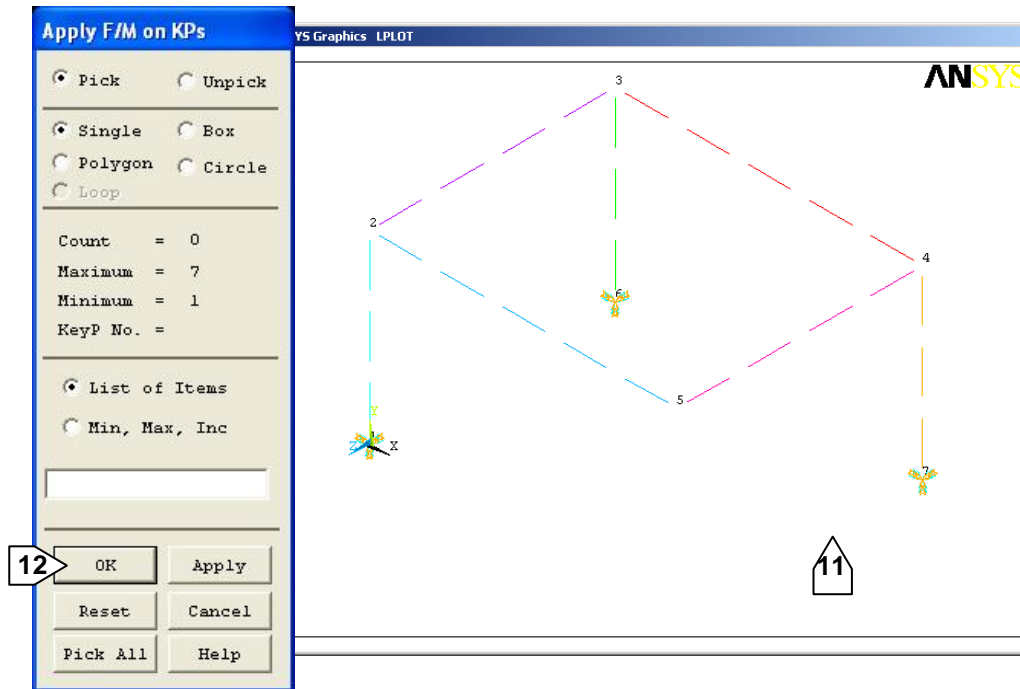 Apply F/M on KPs
Pick Unpick
Single Box
Polygon Circle
Loop
Count = 0
Maximum = 7
Minimum = 1
KeyP No. =
List of Items
Min, Max, Inc
12
OK Apply
Reset Cancel
Pick All Help
YS Graphics LPLOT
ANSYS
3
2
4
6
5
Y
1
Z X
7
11